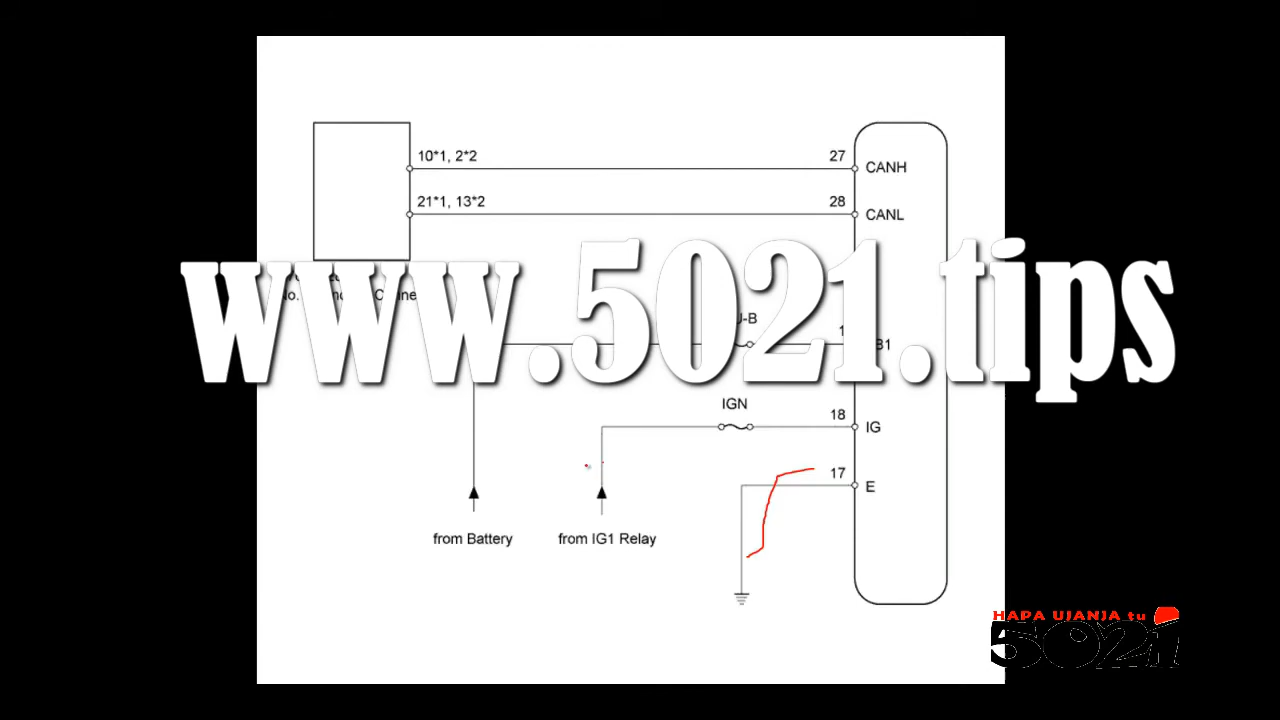 10*1, 2*2
27
CANH
21*1, 13*2
28
CANL
www.5021.tips
IGN
18
IG
17
E
from Battery
from IG1 Relay
HAPA UJANJA tu
5021